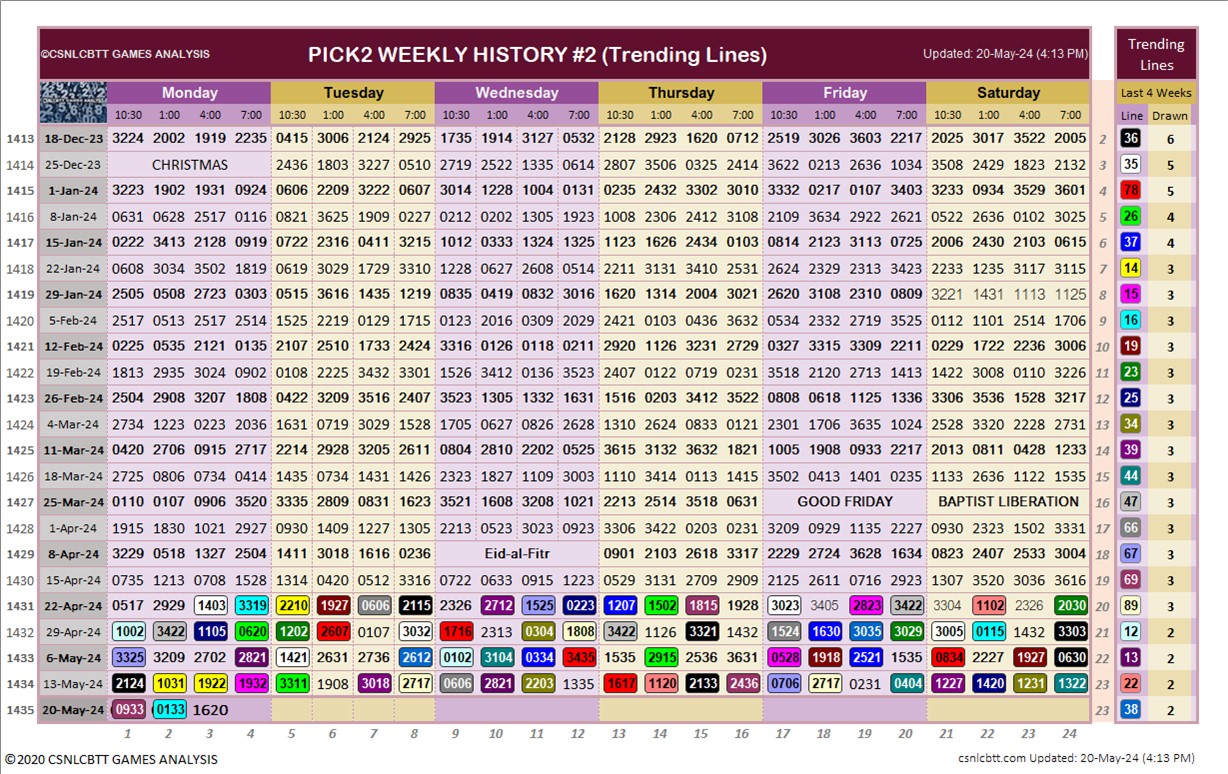 ©CSNLCBTT GAMES ANALYSIS PICK2 WEEKLY HISTORY #2 (Trending Lines) Updated: 20-May-24 (4:13 PM) Trending Lines
Monday Tuesday Wednesday Thursday Friday Saturday Last 4 Weeks
10:30 1:00 4:00 7:00 10:30 1:00 4:00 7:00 10:30 1:00 4:00 7:00 10:30 1:00 4:00 7:00 10:30 1:00 4:00 7:00 10:30 1:00 4:00 7:00 Line Drawn
1413 18-Dec-23 3224 2002 1919 2235 0415 3006 2124 2925 1735 1914 3127 0532 2128 2923 1620 0712 2519 3026 3603 2217 2025 3017 3522 2005 2 36 6
1414 25-Dec-23 CHRISTMAS 2436 1803 3227 0510 2719 2522 1335 0614 2807 3506 0305 2414 3622 0213 2636 1034 3508 2429 1823 2132 3 35 5
1415 1-Jan-24 3223 1902 1931 0924 0606 2209 3222 0607 3014 1228 1004 0131 0235 2432 3302 3010 3332 0217 0107 3403 3233 0934 3529 3601 4 78 5
1416 8-Jan-24 0631 0628 2517 0116 0821 3625 1909 0227 0212 0202 1305 1923 1008 2306 2412 3108 2109 3634 2922 2621 0522 2636 0102 3025 5 26 4
1417 15-Jan-24 0222 3413 2128 0919 0722 2316 0411 3215 1012 0333 1324 1325 1123 1626 2434 0103 0814 2123 3113 0725 2006 2430 2103 0615 6 37 4
1418 22-Jan-24 0608 3034 3502 1819 0619 3029 1729 3310 1228 0627 2608 0514 2211 3131 3410 2531 2624 2329 2313 3423 2233 1235 3117 3115 7 14 3
1419 29-Jan-24 2505 0508 2723 0303 0515 3616 1435 1219 0835 0419 0832 3016 1620 1314 2004 3021 2620 3108 2310 0809 3221 1431 1113 1125 8 15 3
1420 5-Feb-24 2517 0513 2517 2514 1525 2219 0129 1715 0123 2016 0309 2029 2421 0103 0436 3632 0534 2332 2719 3525 0112 1101 2514 1706 9 16 3
1421 12-Feb-24 0225 0535 2121 0135 2107 2510 1733 2424 3316 0126 0118 0211 2920 1126 3231 2729 0327 3315 3309 2211 0229 1722 2236 3006 10 19 3
1422 19-Feb-24 1813 2935 3024 0902 0108 2225 3432 3301 1526 3412 0136 3523 2407 0122 0719 0231 3518 2120 2713 1413 1422 3008 0110 3226 11 23 3
1423 26-Feb-24 2504 2908 3207 1808 0422 3209 3516 2407 3523 1305 1332 1631 1516 0203 3412 3522 0808 0618 1125 1336 3306 3536 1528 3217 12 25 3
1424 4-Mar-24 2734 1223 0223 2036 1631 0719 3029 1528 1705 0627 0826 2628 1310 2624 0833 0121 2301 1706 3635 1024 2528 3320 2228 2731 13 34 3
1425 11-Mar-24 0420 2706 0915 2717 2214 2928 3205 2611 0804 2810 2202 0525 3615 3132 3632 1821 1005 1908 0933 2217 2013 0811 0428 1233 14 39 3
1426 18-Mar-24 2725 0806 0734 0414 1435 0734 1431 1424 2323 1827 1109 3003 1110 3414 3414 1415 3502 0413 1401 0235 1133 2636 1122 1535 15 44 3
1427 25-Mar-24 0110 0107 0906 3520 3335 2809 0831 1623 3521 1608 3208 1021 2213 2514 3518 0631 GOOD FRIDAY BAPTIST LIBERATION 16 47 3
1428 1-Apr-24 1915 1830 1021 2927 0930 1409 1227 1305 2213 0523 3023 0923 3306 3422 0203 0231 3209 0929 1135 2227 0930 2323 1502 3331 17 66 3
1429 8-Apr-24 3229 0518 1327 2504 1411 3018 1616 0236 Eid-al-Fitr 0901 2103 2618 3317 2229 2724 3628 1634 0823 2407 2533 3004 18 67 3
1430 15-Apr-24 0735 1213 0708 1528 1314 0420 0512 3316 0722 0633 0915 1223 0529 3131 2709 2909 2125 2611 0716 2923 1307 3520 3036 3616 19 69 3
1431 22-Apr-24 0517 2929 1403 3319 2210 1927 0606 2115 2326 2712 1525 0223 1207 1502 1815 1928 3023 3405 2823 3422 3304 1102 2326 2030 20 89 3
1432 29-Apr-24 1002 3422 1105 0620 1202 2607 0107 3032 1716 2313 0304 1808 3422 1126 3321 1432 1524 1630 3035 3029 3005 0115 1432 3303 21 12 2
1433 6-May-24 3325 3209 2702 2821 1421 2631 2736 2612 0102 3104 0334 3435 1535 2915 2536 3631 0528 1918 2521 1535 0834 2227 1927 0630 22 13 2
1434 13-May-24 2124 1031 1922 1932 3311 1908 3018 2717 0606 2821 2203 1335 1617 1120 2133 2436 0706 2717 0231 0404 1227 1420 1231 1322 23 22 2
1435 20-May-24 0933 0133 1620 23 38 2
1 2 3 4 5 6 7 8 9 10 11 12 13 14 15 16 17 18 19 20 21 22 23 24
©2020 CSNLCBTT GAMES ANALYSIS csnlcbtt.com Updated: 20-May-24 (4:13 PM)